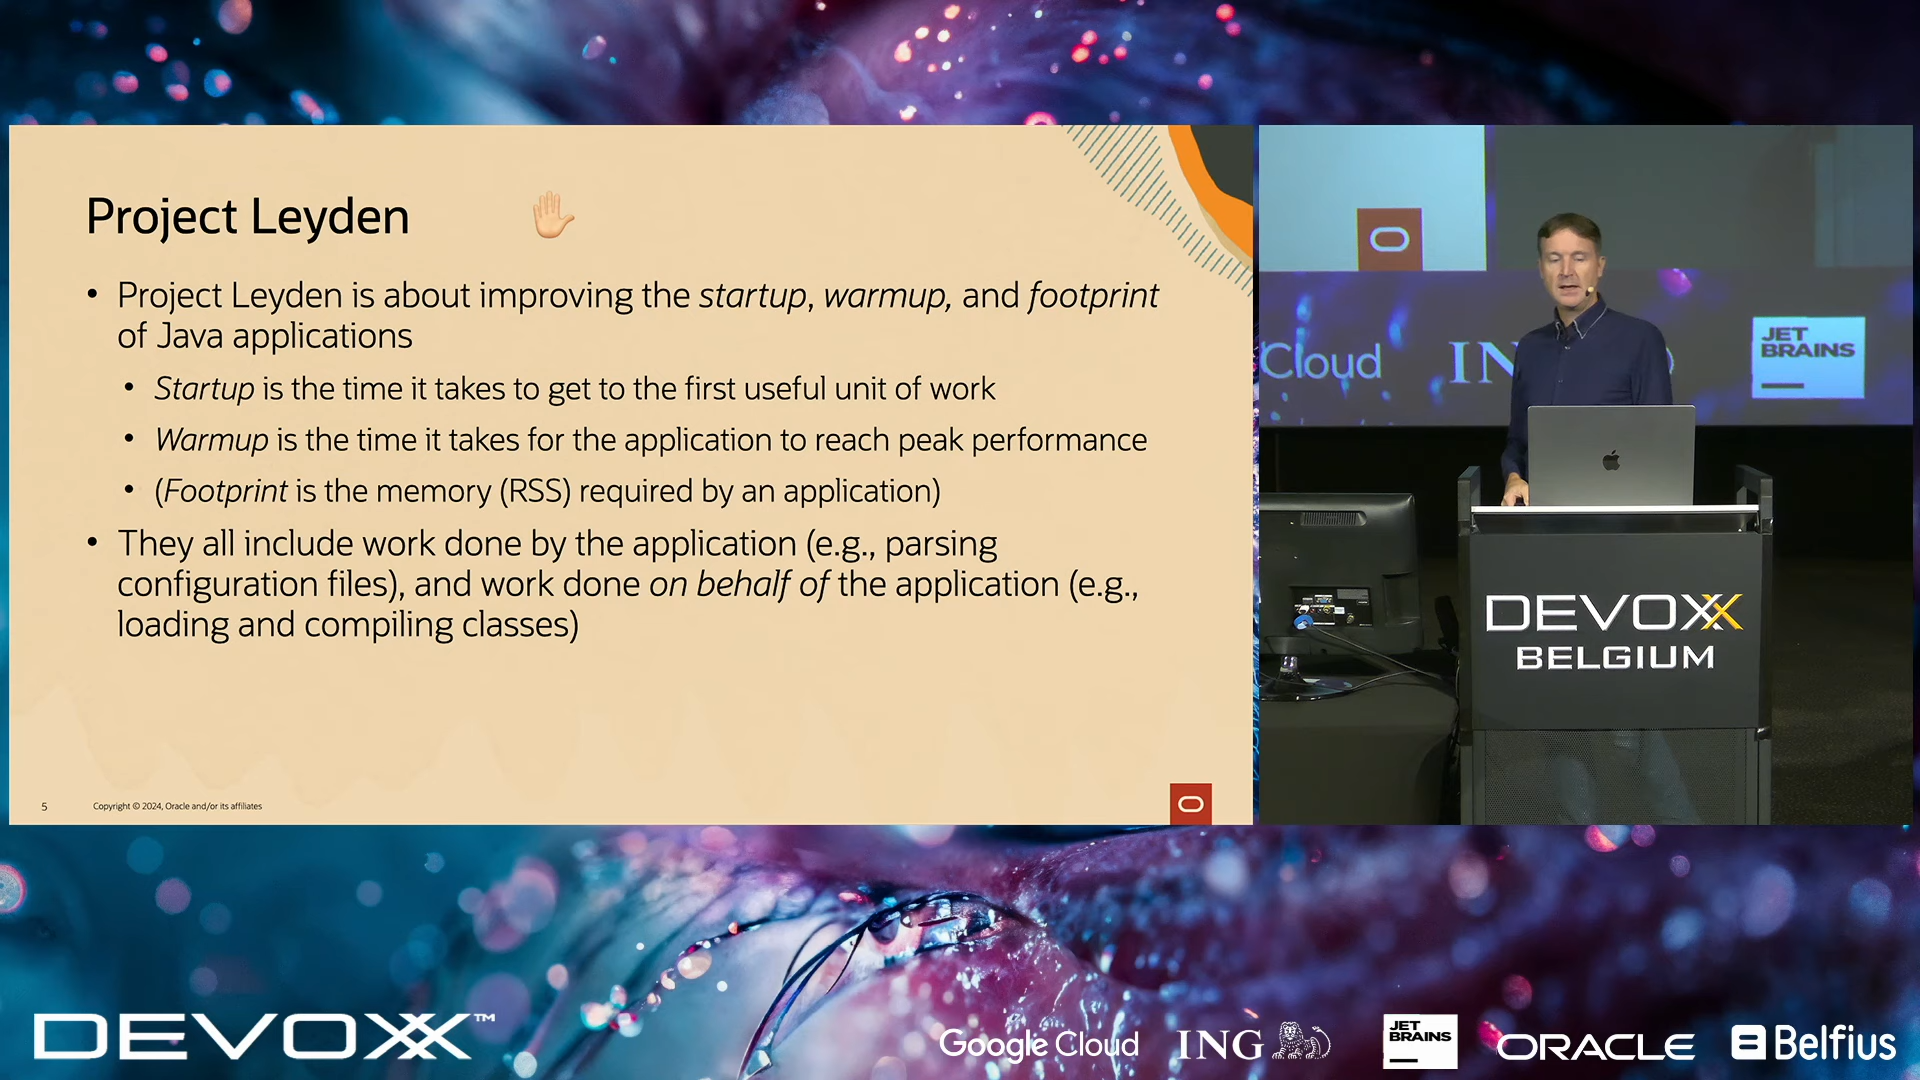 Project Leyden
• Project Leyden is about improving the startup, warmup, and footprint
of Java applications
• Startup is the time it takes to get to the first useful unit of work
• Warmup is the time it takes for the application to reach peak performance
• (Footprint is the memory (RSS) required by an application)
• They all include work done by the application (e.g., parsing
configuration files), and work done on behalf of the application (e.g.,
loading and compiling classes)
5 Copyright © 2024, Oracle and/or its affiliates
Cloud
IN
JET
BRAINS
DEVOXX
BELGIUM
DEVOXX™
Google Cloud
ING
JET
BRAINS
ORACLE
Belfius